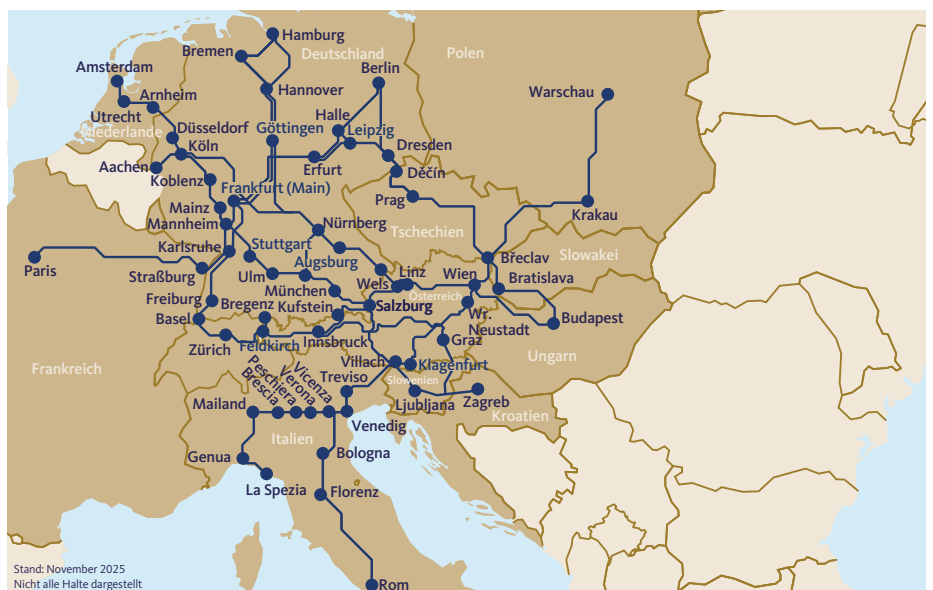 Hamburg
Bremen
Deutschland
Polen
Amsterdam
Berlin
Hannover
Warschau
Arnheim
Utrecht
Niederlande
Düsseldorf
Halle
Göttingen
Leipzig
Köln
Dresden
Aachen
Erfurt
Děčín
Koblenz
Frankfurt (Main)
Prag
Mainz
Krakau
Mannheim
Nürnberg
Tschechien
Karlsruhe
Stuttgart
Slowakei
Břeclav
Augsburg
Paris
Straßburg
Ulm
Linz
Wien
Bratislava
Wels
München
Österreich
Freiburg
Bregenz
Kufstein
Salzburg
Basel
Wr.
Neustadt
Budapest
Zürich
Feldkirch
Innsbruck
Graz
Ungarn
Villach
Klagenfurt
Frankreich
Vicenza
Verona
Peschiera
Brescia
Treviso
Slowenien
Ljubljana
Zagreb
Mailand
Kroatien
Venedig
Italien
Genua
Bologna
La Spezia
Florenz
Stand: November 2025
Nicht alle Halte dargestellt
Rom